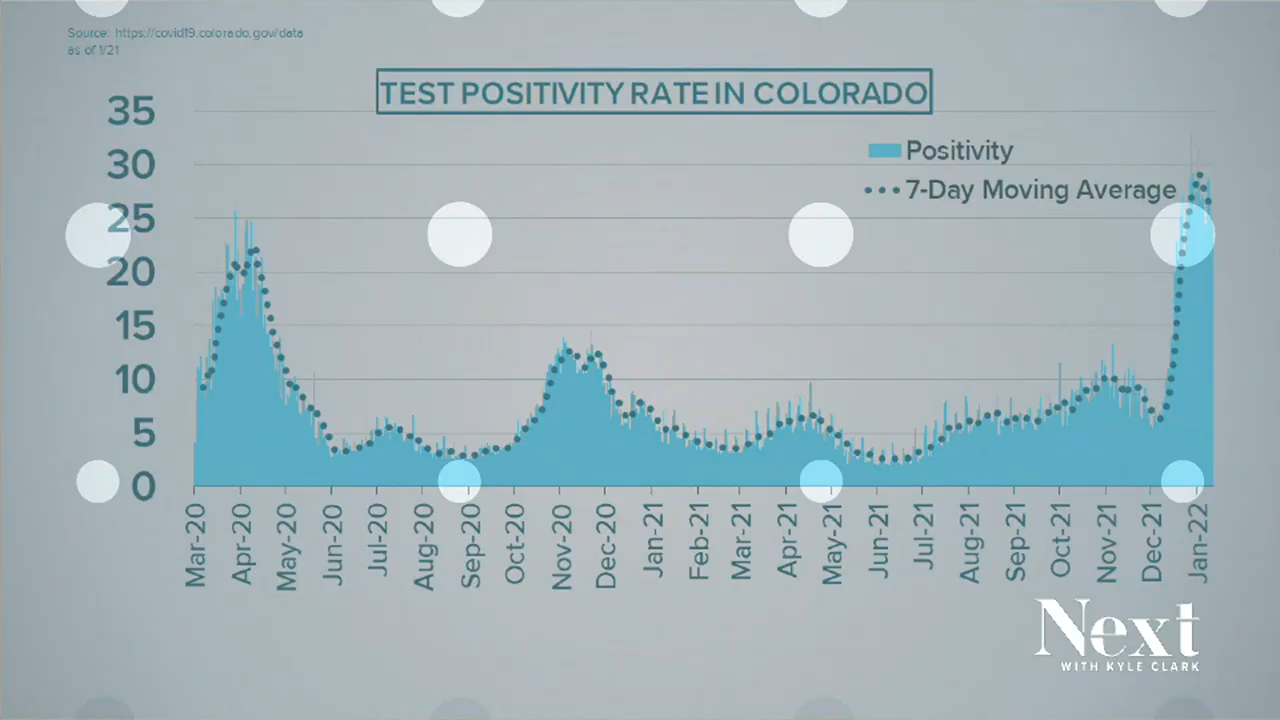 Source: https://covid19.colorado.gov/data
as of 1/21
TEST POSITIVITY RATE IN COLORADO
35
30
25
20
15
10
5
0
Positivity
7-Day Moving Average
Mar-20
Apr-20
May-20
Jun-20
Jul-20
Aug-20
Sep-20
Oct-20
Nov-20
Dec-20
Jan-21
Feb-21
Mar-21
Apr-21
May-21
Jun-21
Jul-21
Aug-21
Sep-21
Oct-21
Nov-21
Dec-21
Jan-22
Next
WITH KYLE CLARK